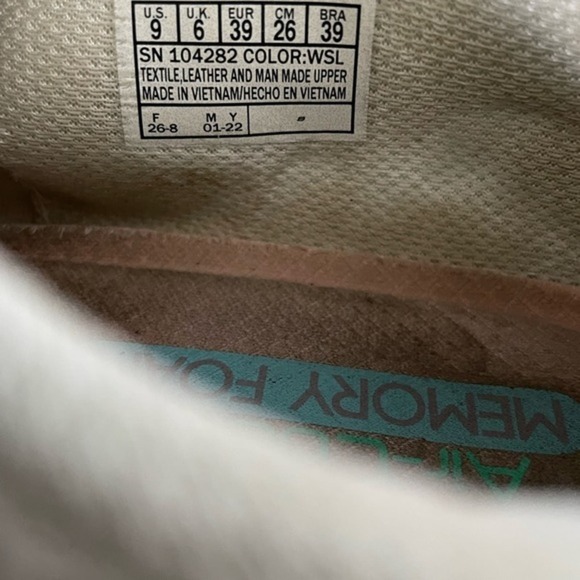 U.S. U.K. EUR CM BRA
9 6 39 26 39
SN 104282 COLOR:WSL
TEXTILE,LEATHER AND MAN MADE UPPER
MADE IN VIETNAM/HECHO EN VIETNAM
F M Y
26-8 01-22
MEMORY FOA